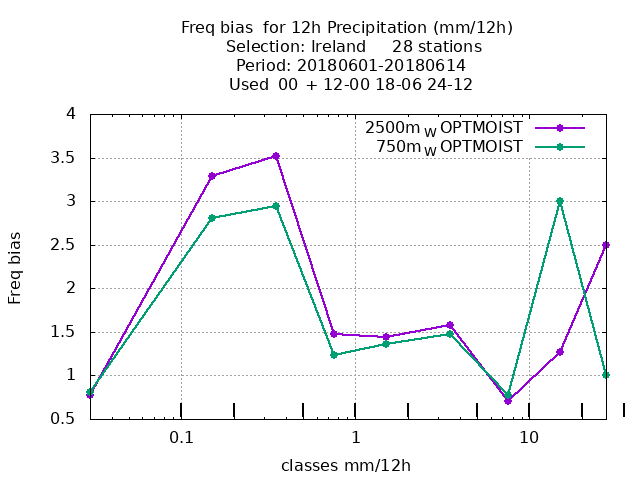 Freq bias  for 12h Precipitation (mm/12h)
Selection: Ireland     28 stations
Period: 20180601-20180614
Used  00 + 12-00 18-06 24-12
2500m W OPTMOIST
750m W OPTMOIST
4
3.5
3
2.5
2
1.5
1
0.5
Freq bias
0.1 1 10
classes mm/12h